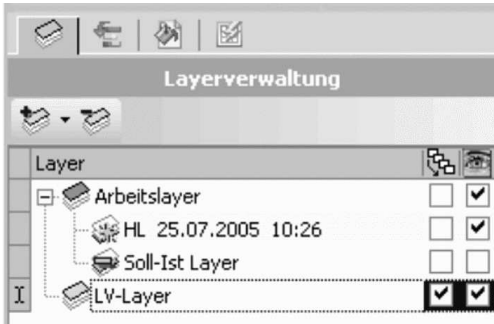 Layerverwaltung
Layer
Arbeitslayer
HL 25.07.2005 10:26
Soll-Ist Layer
LV-Layer